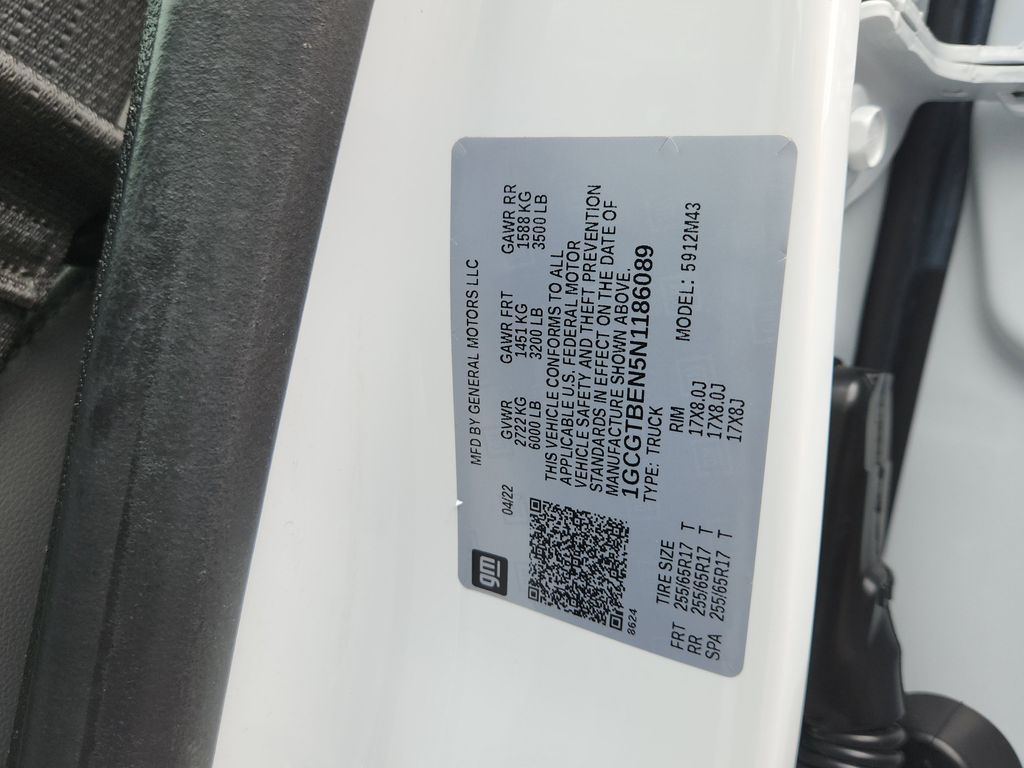 gm
04/22
MFD BY GENERAL MOTORS LLC
GVWR GAWR FRT GAWR RR
2722 KG 1451 KG 1588 KG
6000 LB 3200 LB 3500 LB
THIS VEHICLE CONFORMS TO ALL
APPLICABLE U.S. FEDERAL MOTOR
VEHICLE SAFETY AND THEFT PREVENTION
STANDARDS IN EFFECT ON THE DATE OF
MANUFACTURE SHOWN ABOVE.
1GCGTBEN5N1186089
TYPE: TRUCK
8624
MODEL: 5912M43
TIRE SIZE RIM
FRT 255/65R17 T 17X8.0J
RR 255/65R17 T 17X8.0J
SPA 255/65R17 T 17X8J